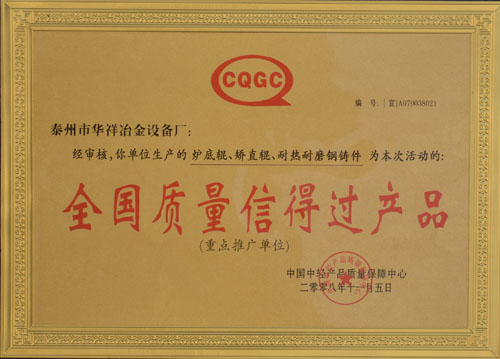 CQGC
编 号:[宣]A079038021
泰州市华祥冶金设备厂:
经审核,你单位生产的 炉底辊、矫直辊、耐热耐磨钢铸件 为本次活动的:
全国质量信得过产品
(重点推广单位)
中国中轻产品质量保障中心
二零零八年十一月五日